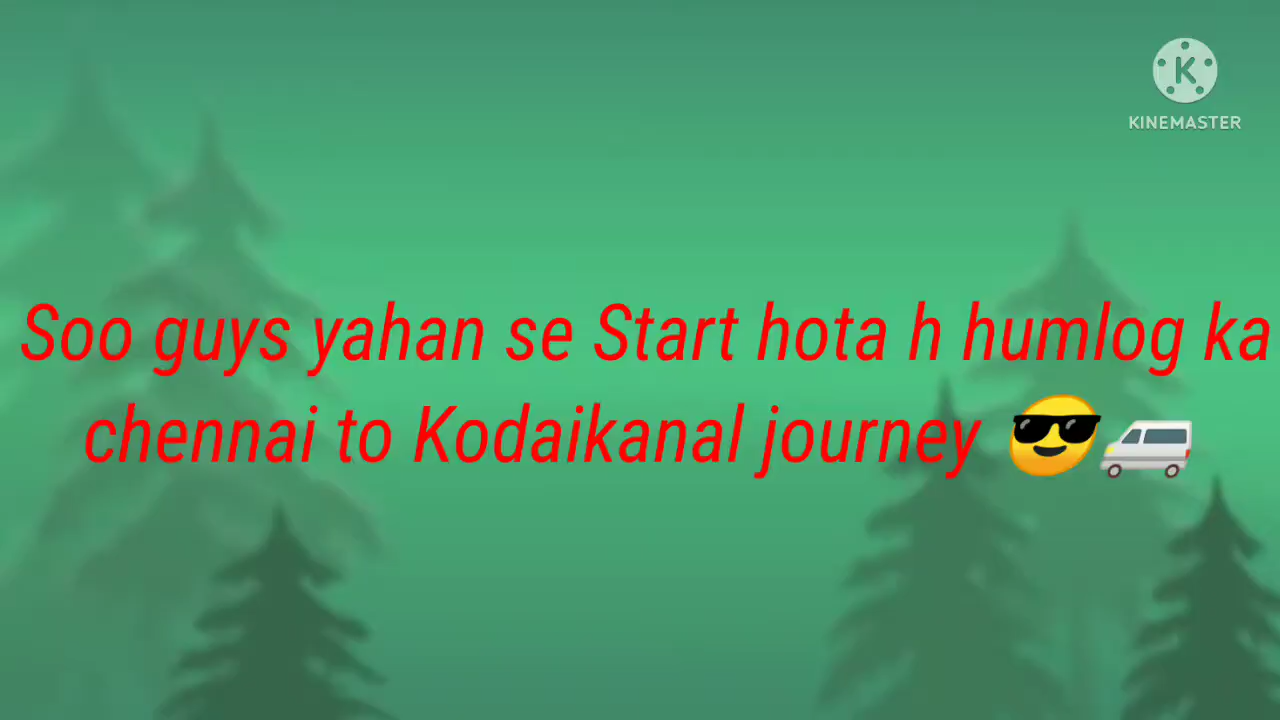 KINEMASTER
Soo guys yahan se Start hota h humlog ka
chennai to Kodaikanal journey 😎🚐